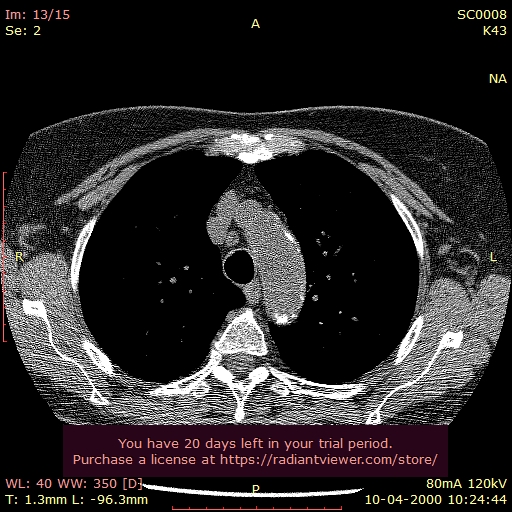 Im: 13/15
Se: 2
A
SC0008
K43
NA
R
L
You have 20 days left in your trial period.
Purchase a license at https://radiantviewer.com/store/
WL: 40 WW: 350 [D]
T: 1.3mm L: -96.3mm
P
80mA 120kV
10-04-2000 10:24:44